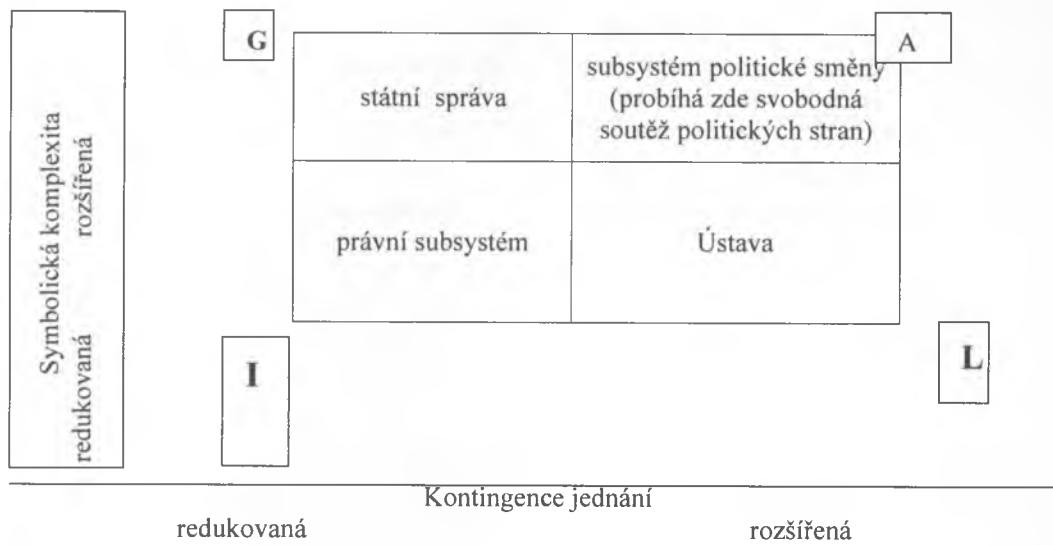 G
A
státní správa
subsystém politické směny
(probíhá zde svobodná
soutěž politických stran)
Symbolická komplexita
redukovaná rozšířená
právní subsystém
Ústava
I
L
Kontingence jednání
redukovaná
rozšířená